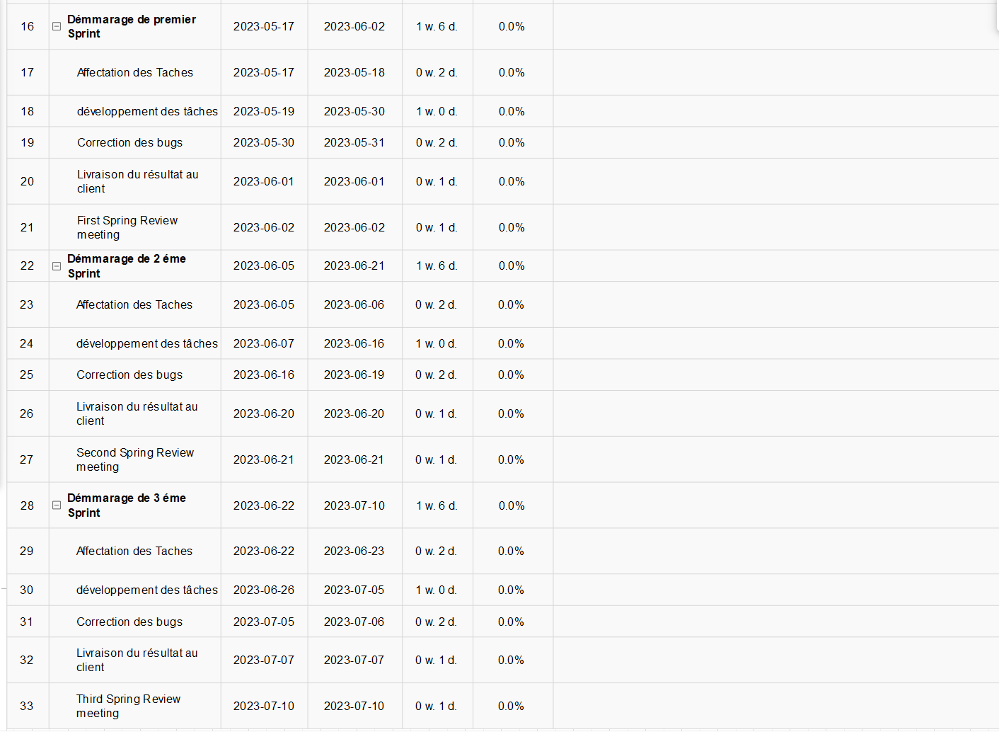 16 Démmarage de premier Sprint 2023-05-17 2023-06-02 1 w. 6 d. 0.0%
17 Affectation des Taches 2023-05-17 2023-05-18 0 w. 2 d. 0.0%
18 développement des tâches 2023-05-19 2023-05-30 1 w. 0 d. 0.0%
19 Correction des bugs 2023-05-30 2023-05-31 0 w. 2 d. 0.0%
20 Livraison du résultat au client 2023-06-01 2023-06-01 0 w. 1 d. 0.0%
21 First Spring Review meeting 2023-06-02 2023-06-02 0 w. 1 d. 0.0%
22 Démmarage de 2 éme Sprint 2023-06-05 2023-06-21 1 w. 6 d. 0.0%
23 Affectation des Taches 2023-06-05 2023-06-06 0 w. 2 d. 0.0%
24 développement des tâches 2023-06-07 2023-06-16 1 w. 0 d. 0.0%
25 Correction des bugs 2023-06-16 2023-06-19 0 w. 2 d. 0.0%
26 Livraison du résultat au client 2023-06-20 2023-06-20 0 w. 1 d. 0.0%
27 Second Spring Review meeting 2023-06-21 2023-06-21 0 w. 1 d. 0.0%
28 Démmarage de 3 éme Sprint 2023-06-22 2023-07-10 1 w. 6 d. 0.0%
29 Affectation des Taches 2023-06-22 2023-06-23 0 w. 2 d. 0.0%
30 développement des tâches 2023-06-26 2023-07-05 1 w. 0 d. 0.0%
31 Correction des bugs 2023-07-05 2023-07-06 0 w. 2 d. 0.0%
32 Livraison du résultat au client 2023-07-07 2023-07-07 0 w. 1 d. 0.0%
33 Third Spring Review meeting 2023-07-10 2023-07-10 0 w. 1 d. 0.0%